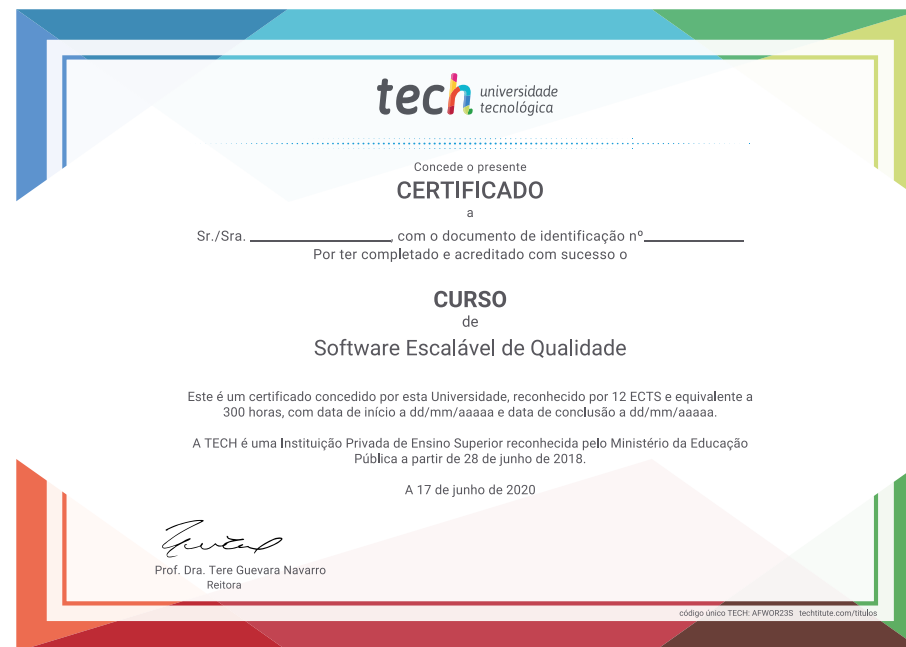 tech universidade
tecnológica
Concede o presente
CERTIFICADO
a
Sr./Sra. ____________________, com o documento de identificação nº______________
Por ter completado e acreditado com sucesso o
CURSO
de
Software Escalável de Qualidade
Este é um certificado concedido por esta Universidade, reconhecido por 12 ECTS e equivalente a
300 horas, com data de início a dd/mm/aaaaa e data de conclusão a dd/mm/aaaaa.
A TECH é uma Instituição Privada de Ensino Superior reconhecida pelo Ministério da Educação
Pública a partir de 28 de junho de 2018.
A 17 de junho de 2020
Prof. Dra. Tere Guevara Navarro
Reitora
código único TECH: AFWOR23S techtitute.com/titulos